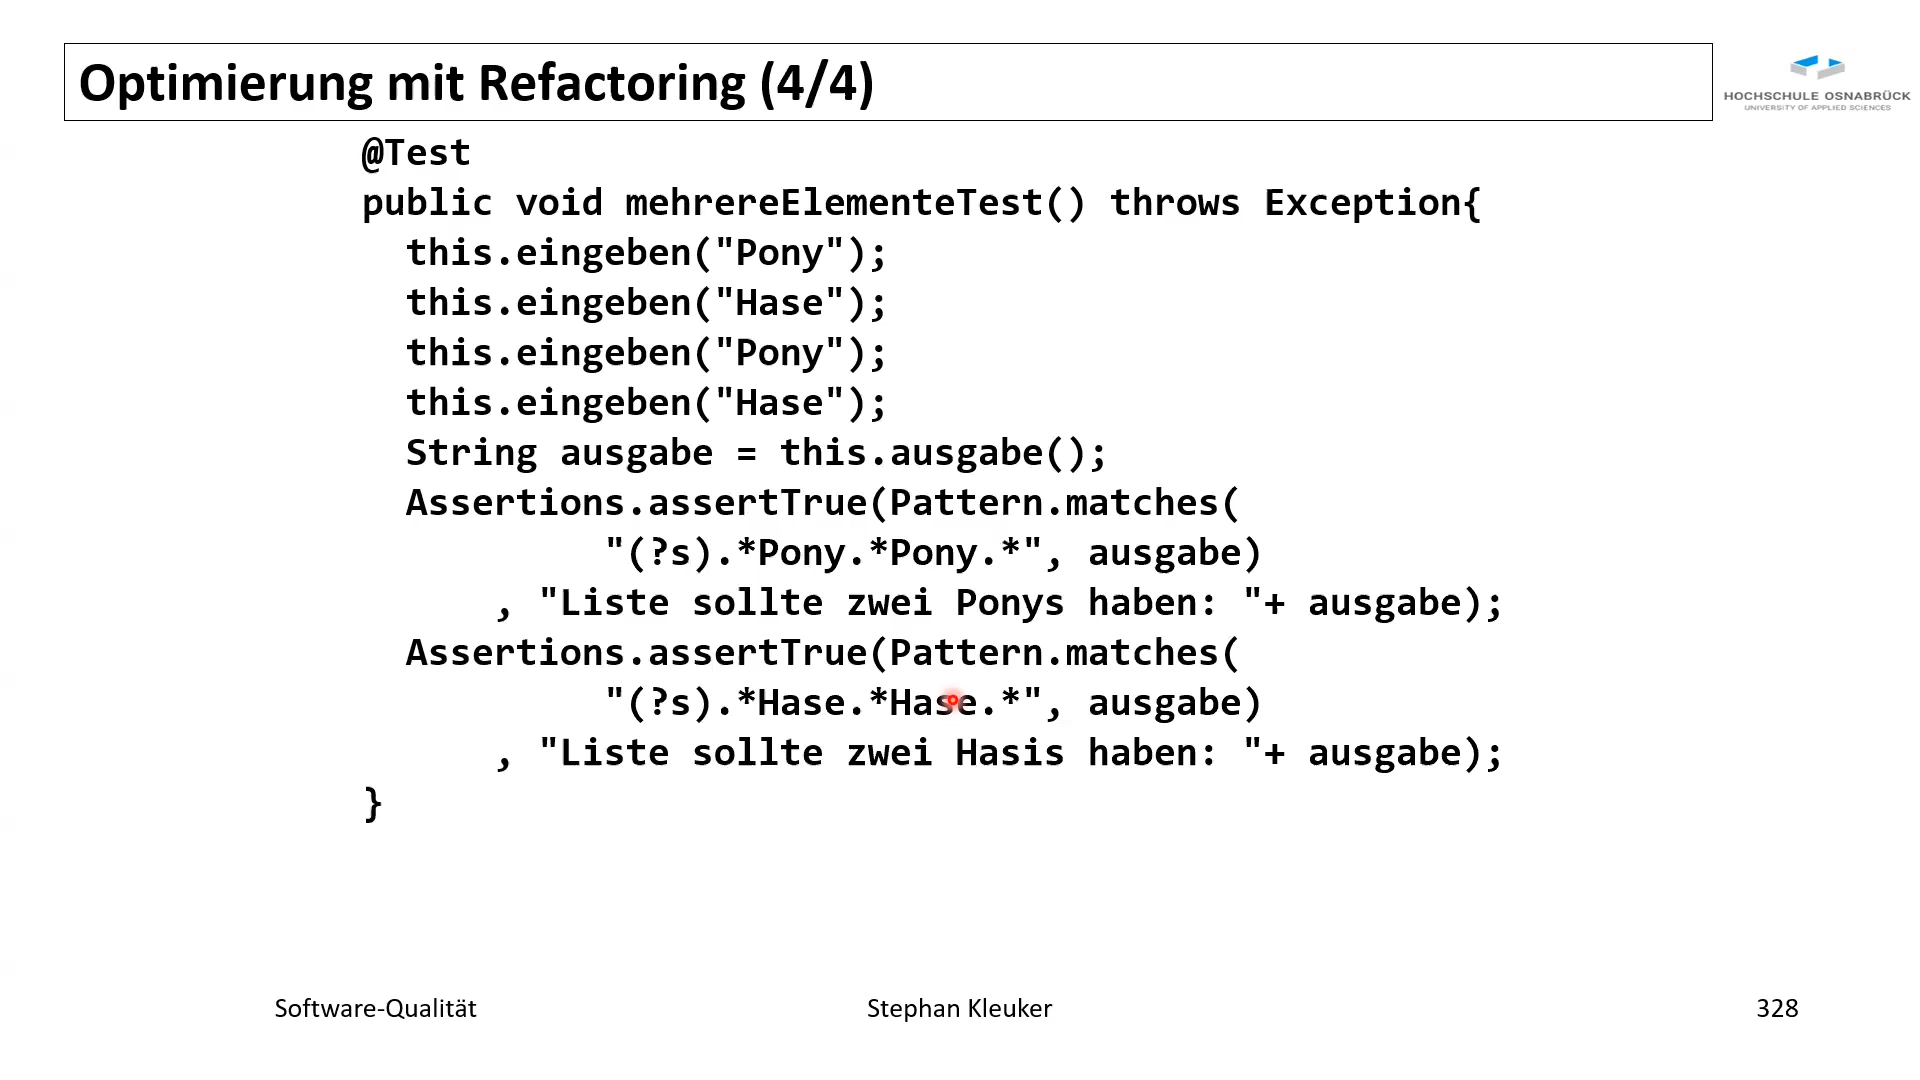 Optimierung mit Refactoring (4/4)
HOCHSCHULE OSNABRÜCK
UNIVERSITY OF APPLIED SCIENCES
@Test
public void mehrereElementeTest() throws Exception{
this.eingeben("Pony");
this.eingeben("Hase");
this.eingeben("Pony");
this.eingeben("Hase");
String ausgabe = this.ausgabe();
Assertions.assertTrue(Pattern.matches(
"(?s).*Pony.*Pony.*", ausgabe)
, "Liste sollte zwei Ponys haben: "+ ausgabe);
Assertions.assertTrue(Pattern.matches(
"(?s).*Hase.*Hase.*", ausgabe)
, "Liste sollte zwei Hasis haben: "+ ausgabe);
}
Software-Qualität
Stephan Kleuker
328